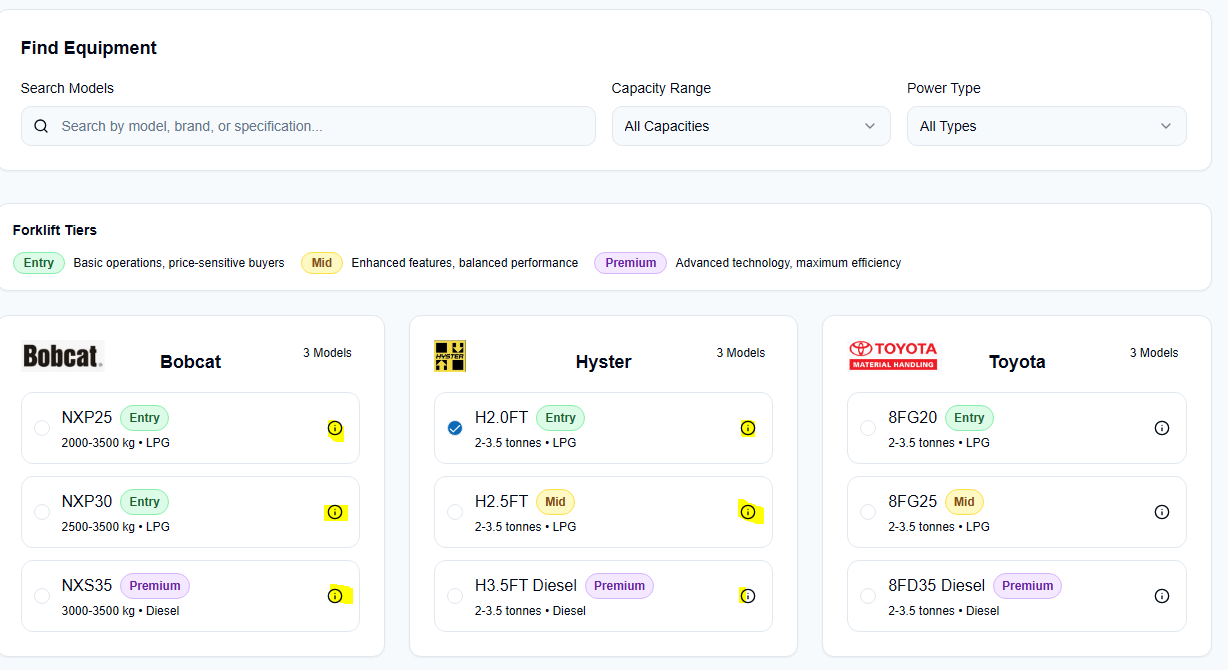 Find Equipment
Search Models
Capacity Range
Power Type
Search by model, brand, or specification...
All Capacities
All Types
Forklift Tiers
Entry Basic operations, price-sensitive buyers Mid Enhanced features, balanced performance Premium Advanced technology, maximum efficiency
Bobcat.
Bobcat
3 Models
NXP25 Entry
2000-3500 kg • LPG
NXP30 Entry
2500-3500 kg • LPG
NXS35 Premium
3000-3500 kg • Diesel
HYSTER
Hyster
3 Models
H2.0FT Entry
2-3.5 tonnes • LPG
H2.5FT Mid
2-3.5 tonnes • LPG
H3.5FT Diesel Premium
2-3.5 tonnes • Diesel
TOYOTA
MATERIAL HANDLING
Toyota
3 Models
8FG20 Entry
2-3.5 tonnes • LPG
8FG25 Mid
2-3.5 tonnes • LPG
8FD35 Diesel Premium
2-3.5 tonnes • Diesel